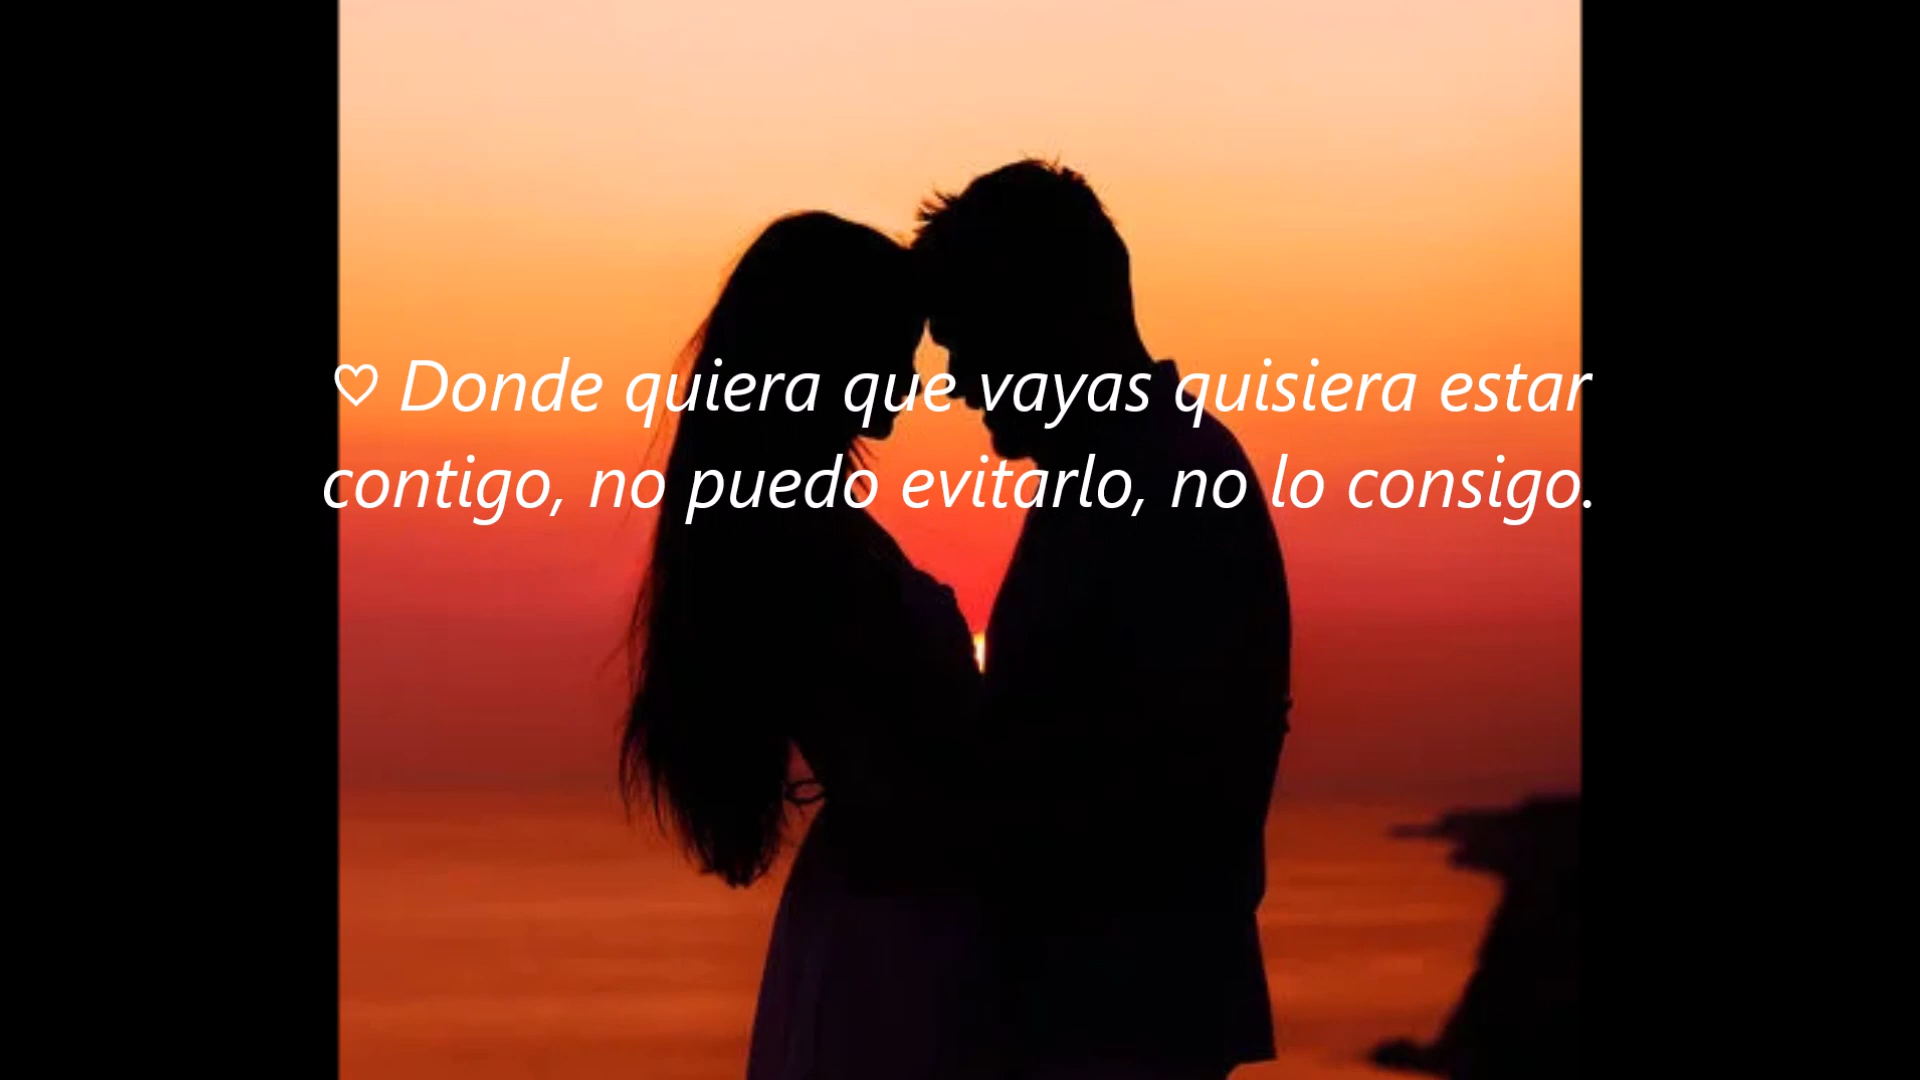 ♡ Donde quiera que vayas quisiera estar
contigo, no puedo evitarlo, no lo consigo.